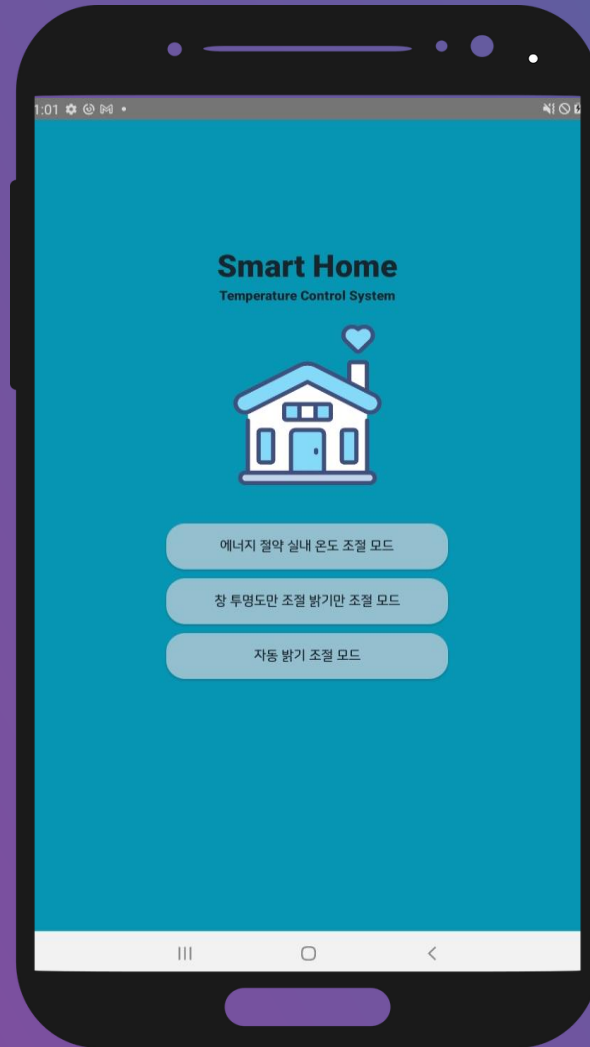 1:01
Smart Home
Temperature Control System
에너지 절약 실내 온도 조절 모드
창 투명도만 조절 밝기만 조절 모드
자동 밝기 조절 모드